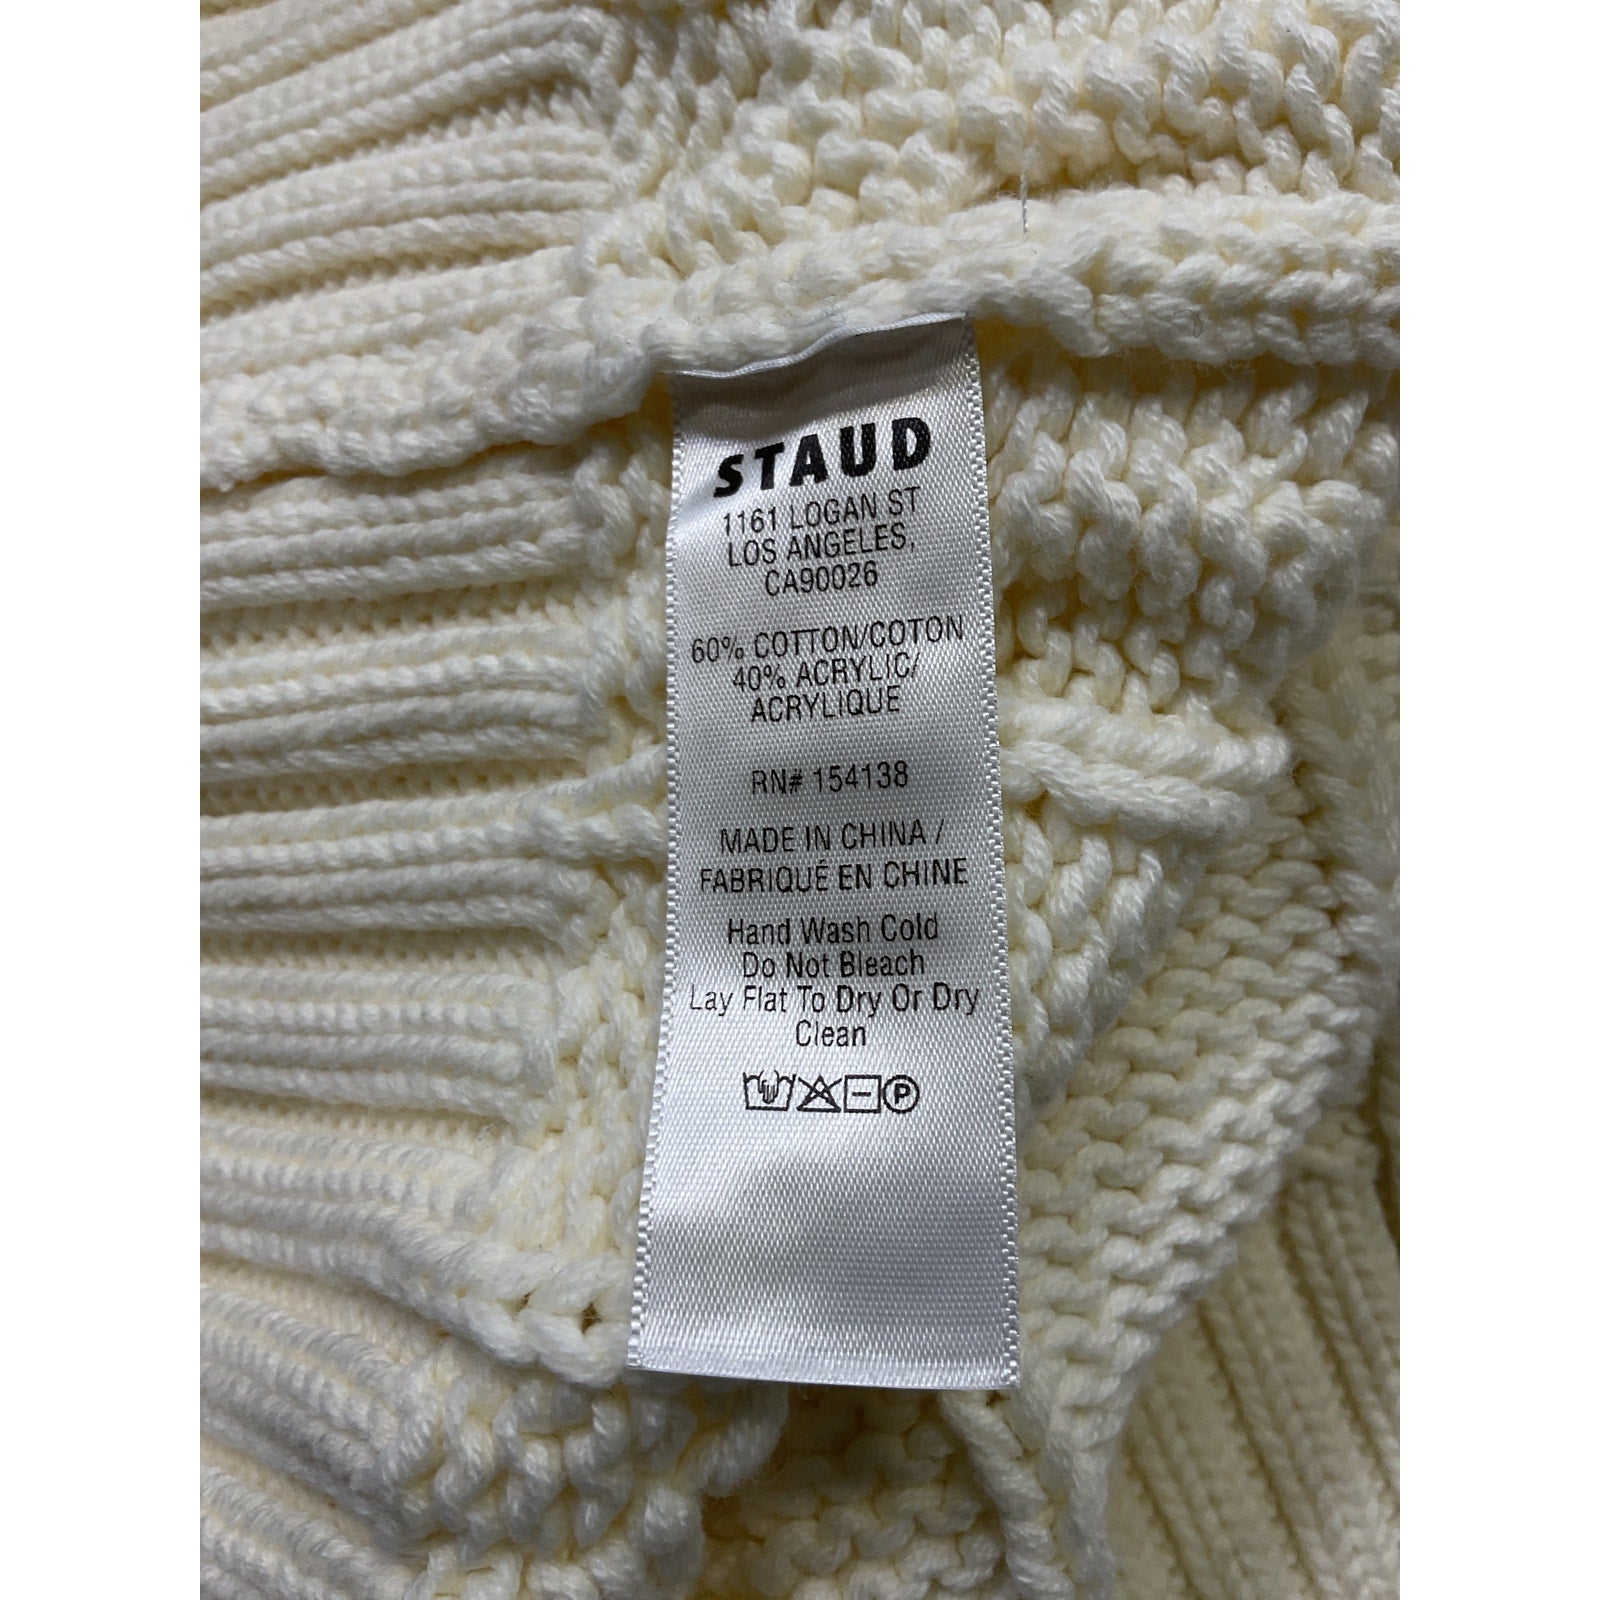 STAUD
1161 LOGAN ST
LOS ANGELES,
CA90026
60% COTTON/COTON
40% ACRYLIC/
ACRYLIQUE
RN# 154138
MADE IN CHINA /
FABRIQUÉ EN CHINE
Hand Wash Cold
Do Not Bleach
Lay Flat To Dry Or Dry
Clean
P